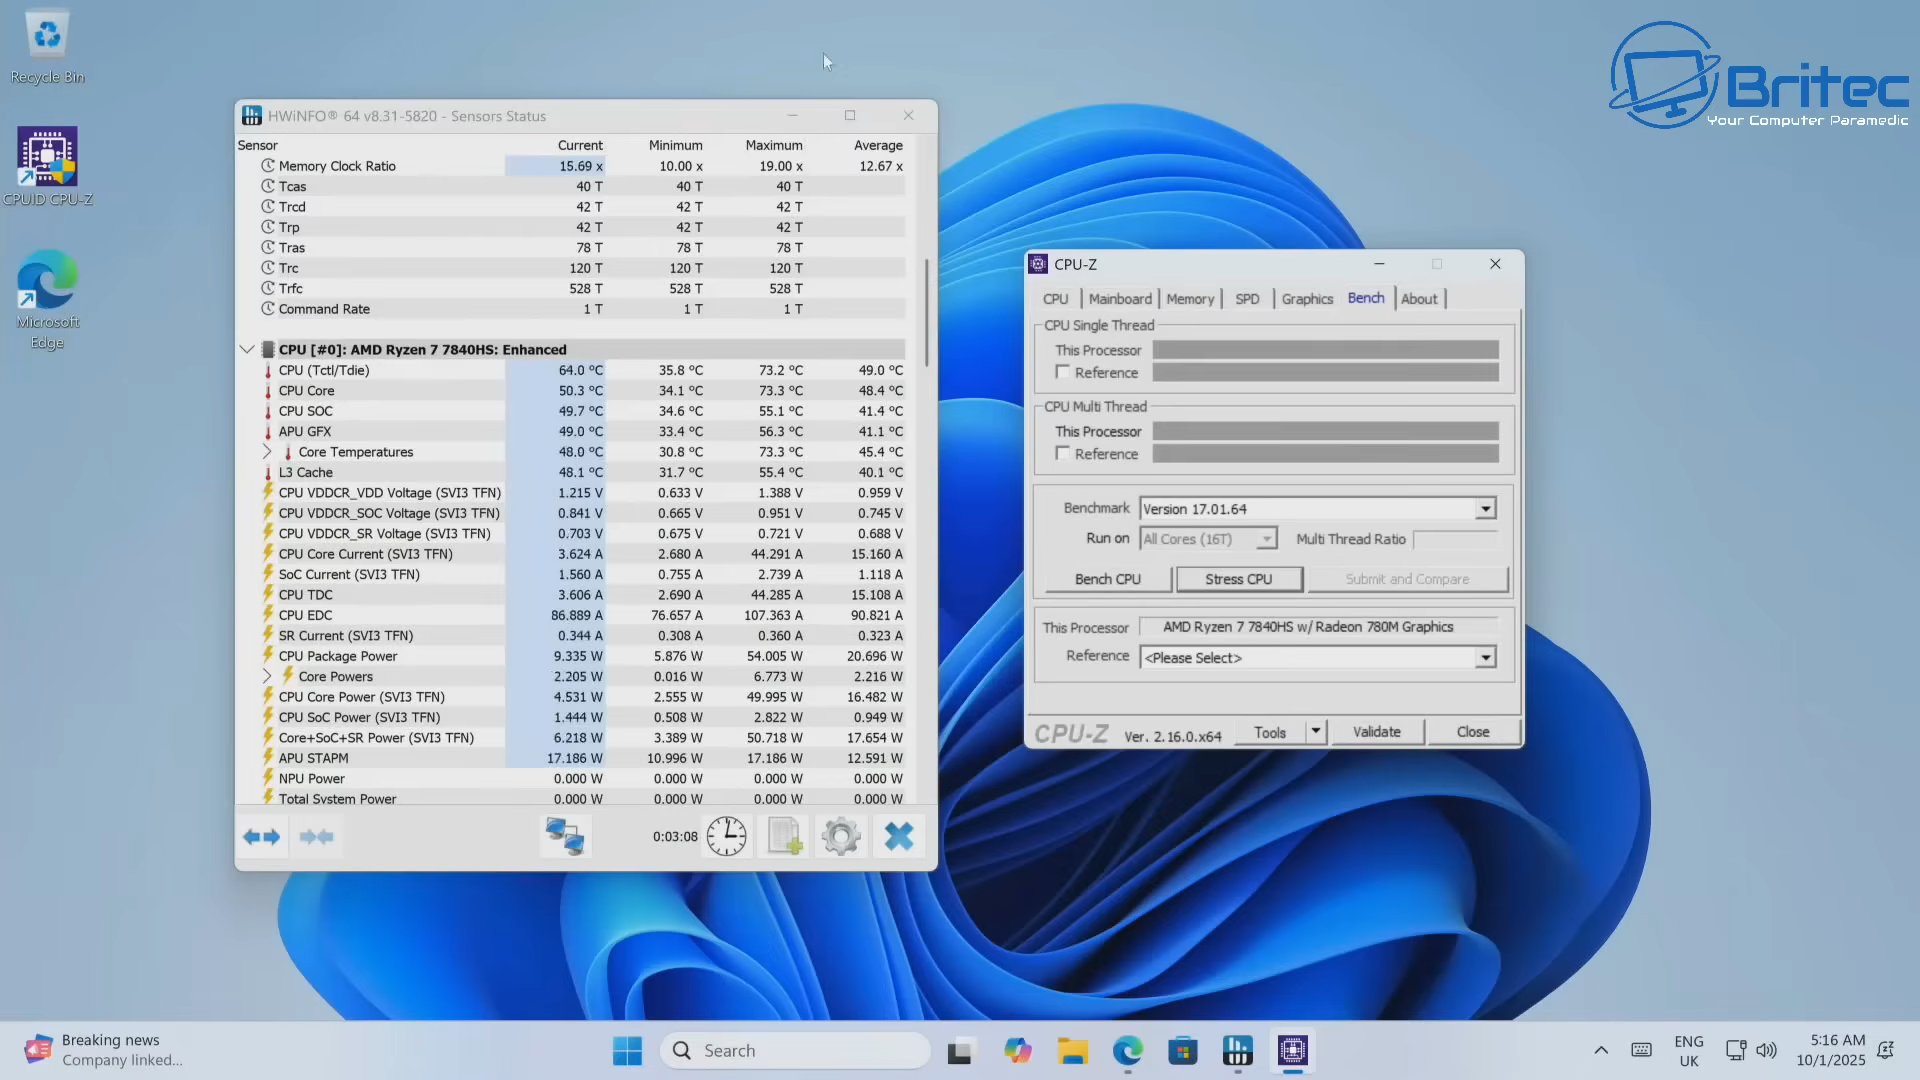 Recycle Bin
CPUID CPU-Z
Microsoft
Edge
HWiNFO® 64 v8.31-5820 - Sensors Status
Sensor Current Minimum Maximum Average
Memory Clock Ratio 15.69 x 10.00 x 19.00 x 12.67 x
Tcas 40 T 40 T 40 T
Trcd 42 T 42 T 42 T
Trp 42 T 42 T 42 T
Tras 78 T 78 T 78 T
Trc 120 T 120 T 120 T
Trfc 528 T 528 T 528 T
Command Rate 1 T 1 T 1 T
CPU [#0]: AMD Ryzen 7 7840HS: Enhanced
CPU (Tctl/Tdie) 64.0 °C 35.8 °C 73.2 °C 49.0 °C
CPU Core 50.3 °C 34.1 °C 73.3 °C 48.4 °C
CPU SOC 49.7 °C 34.6 °C 55.1 °C 41.4 °C
APU GFX 49.0 °C 33.4 °C 56.3 °C 41.1 °C
Core Temperatures 48.0 °C 30.8 °C 73.3 °C 45.4 °C
L3 Cache 48.1 °C 31.7 °C 55.4 °C 40.1 °C
CPU VDDCR_VDD Voltage (SVI3 TFN) 1.215 V 0.633 V 1.388 V 0.959 V
CPU VDDCR_SOC Voltage (SVI3 TFN) 0.841 V 0.665 V 0.951 V 0.745 V
CPU VDDCR_SR Voltage (SVI3 TFN) 0.703 V 0.675 V 0.721 V 0.688 V
CPU Core Current (SVI3 TFN) 3.624 A 2.680 A 44.291 A 15.160 A
SoC Current (SVI3 TFN) 1.560 A 0.755 A 2.739 A 1.118 A
CPU TDC 3.606 A 2.690 A 44.285 A 15.108 A
CPU EDC 86.889 A 76.657 A 107.363 A 90.821 A
SR Current (SVI3 TFN) 0.344 A 0.308 A 0.360 A 0.323 A
CPU Package Power 9.335 W 5.876 W 54.005 W 20.696 W
Core Powers 2.205 W 0.016 W 6.773 W 2.216 W
CPU Core Power (SVI3 TFN) 4.531 W 2.555 W 49.995 W 16.482 W
CPU SoC Power (SVI3 TFN) 1.444 W 0.508 W 2.822 W 0.949 W
Core+SoC+SR Power (SVI3 TFN) 6.218 W 3.389 W 50.718 W 17.654 W
APU STAPM 17.186 W 10.996 W 17.186 W 12.591 W
NPU Power 0.000 W 0.000 W 0.000 W 0.000 W
Total System Power 0.000 W 0.000 W 0.000 W 0.000 W
0:03:08
Britec
Your Computer Paramedic
CPU-Z
CPU Mainboard Memory SPD Graphics Bench About
CPU Single Thread
This Processor
Reference
CPU Multi Thread
This Processor
Reference
Benchmark Version 17.01.64
Run on All Cores (16T) Multi Thread Ratio
Bench CPU Stress CPU Submit and Compare
This Processor AMD Ryzen 7 7840HS w/ Radeon 780M Graphics
Reference <Please Select>
CPU-Z Ver. 2.16.0.x64 Tools Validate Close
Breaking news
Company linked...
Search
ENG
UK
5:16 AM
10/1/2025